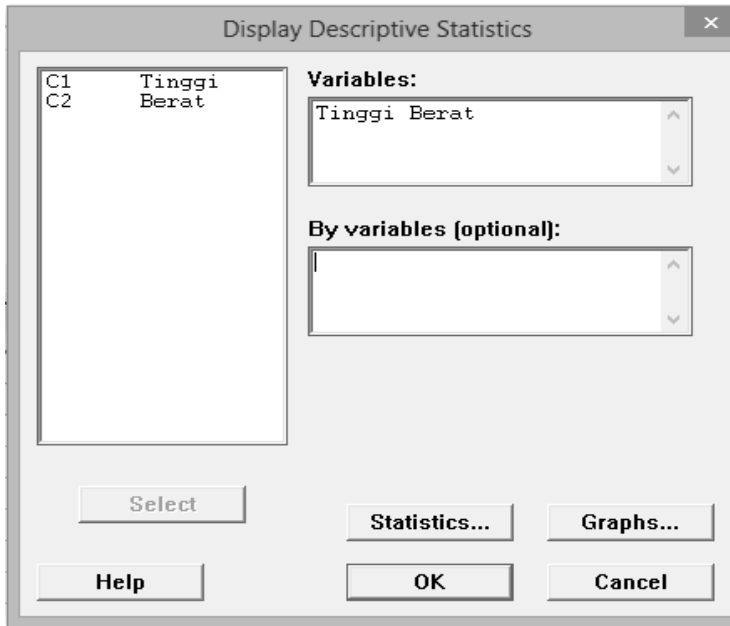 Display Descriptive Statistics
×
C1 Tinggi
C2 Berat
Variables:
Tinggi Berat
By variables (optional):
Select
Statistics...
Graphs...
Help
OK
Cancel